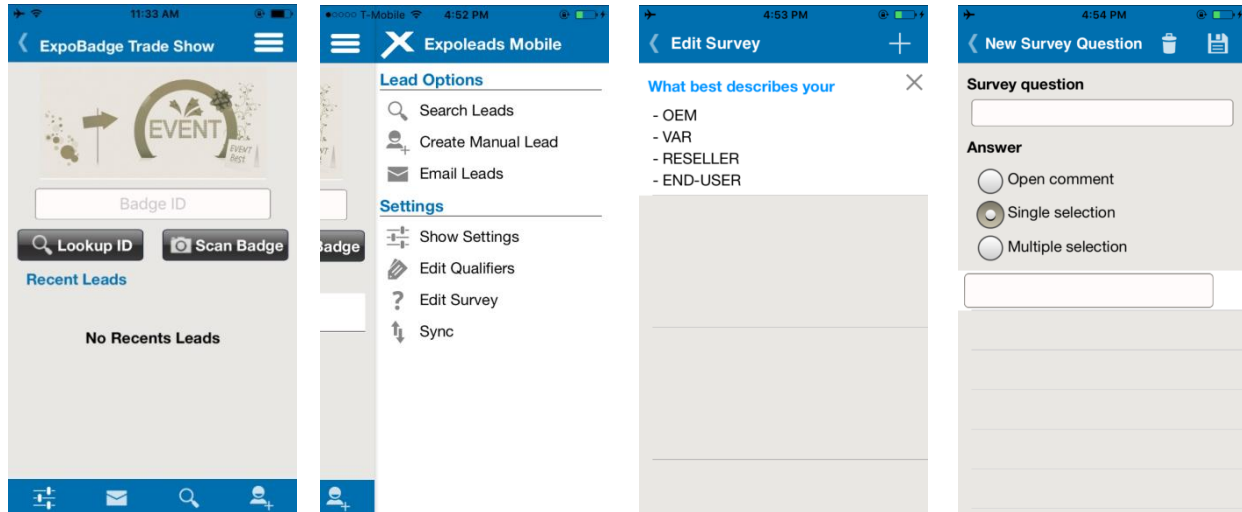 11:33 AM
ExpoBadge Trade Show
EVENT
EVENT
Best
Badge ID
Lookup ID
Scan Badge
Recent Leads
No Recents Leads
T-Mobile 4:52 PM
Expoleads Mobile
Lead Options
Search Leads
Create Manual Lead
Email Leads
Settings
Show Settings
Edit Qualifiers
Edit Survey
Sync
Badge
4:53 PM
Edit Survey
What best describes your
- OEM
- VAR
- RESELLER
- END-USER
4:54 PM
New Survey Question
Survey question
Answer
Open comment
Single selection
Multiple selection